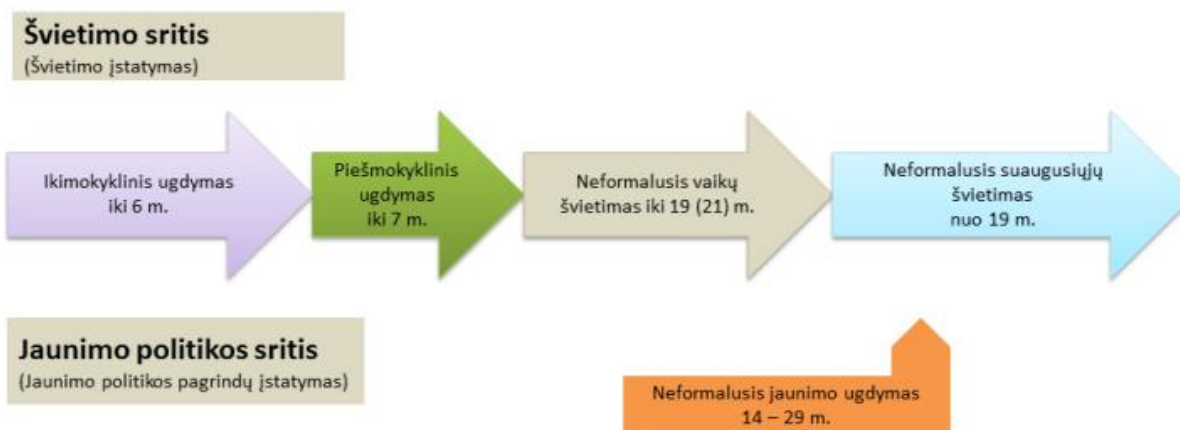 Švietimo sritis
(Švietimo įstatymas)
Ikimokyklinis ugdymas
iki 6 m.
Piešmokyklinis
ugdymas
iki 7 m.
Neformalusis vaikų
švietimas iki 19 (21) m.
Neformalusis suaugusiųjų
švietimas
nuo 19 m.
Jaunimo politikos sritis
(Jaunimo politikos pagrindų įstatymas)
Neformalusis jaunimo ugdymas
14 – 29 m.